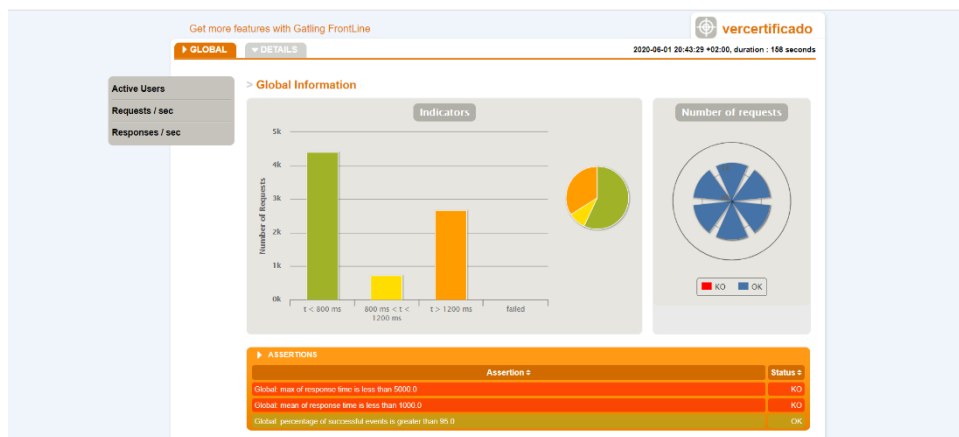 Get more features with Gatling FrontLine
vercertificado
GLOBAL
DETAILS
2020-06-01 20:43:29 +02:00, duration : 158 seconds
Active Users
Requests / sec
Responses / sec
> Global Information
Indicators
Number of Requests
5k
4k
3k
2k
1k
0k
t < 800 ms
800 ms < t <
1200 ms
t > 1200 ms
failed
Number of requests
KO
OK
ASSERTIONS
Assertion
Status
Global: max of response time is less than 5000.0
KO
Global: mean of response time is less than 1000.0
KO
Global: percentage of successful events is greater than 95.0
OK